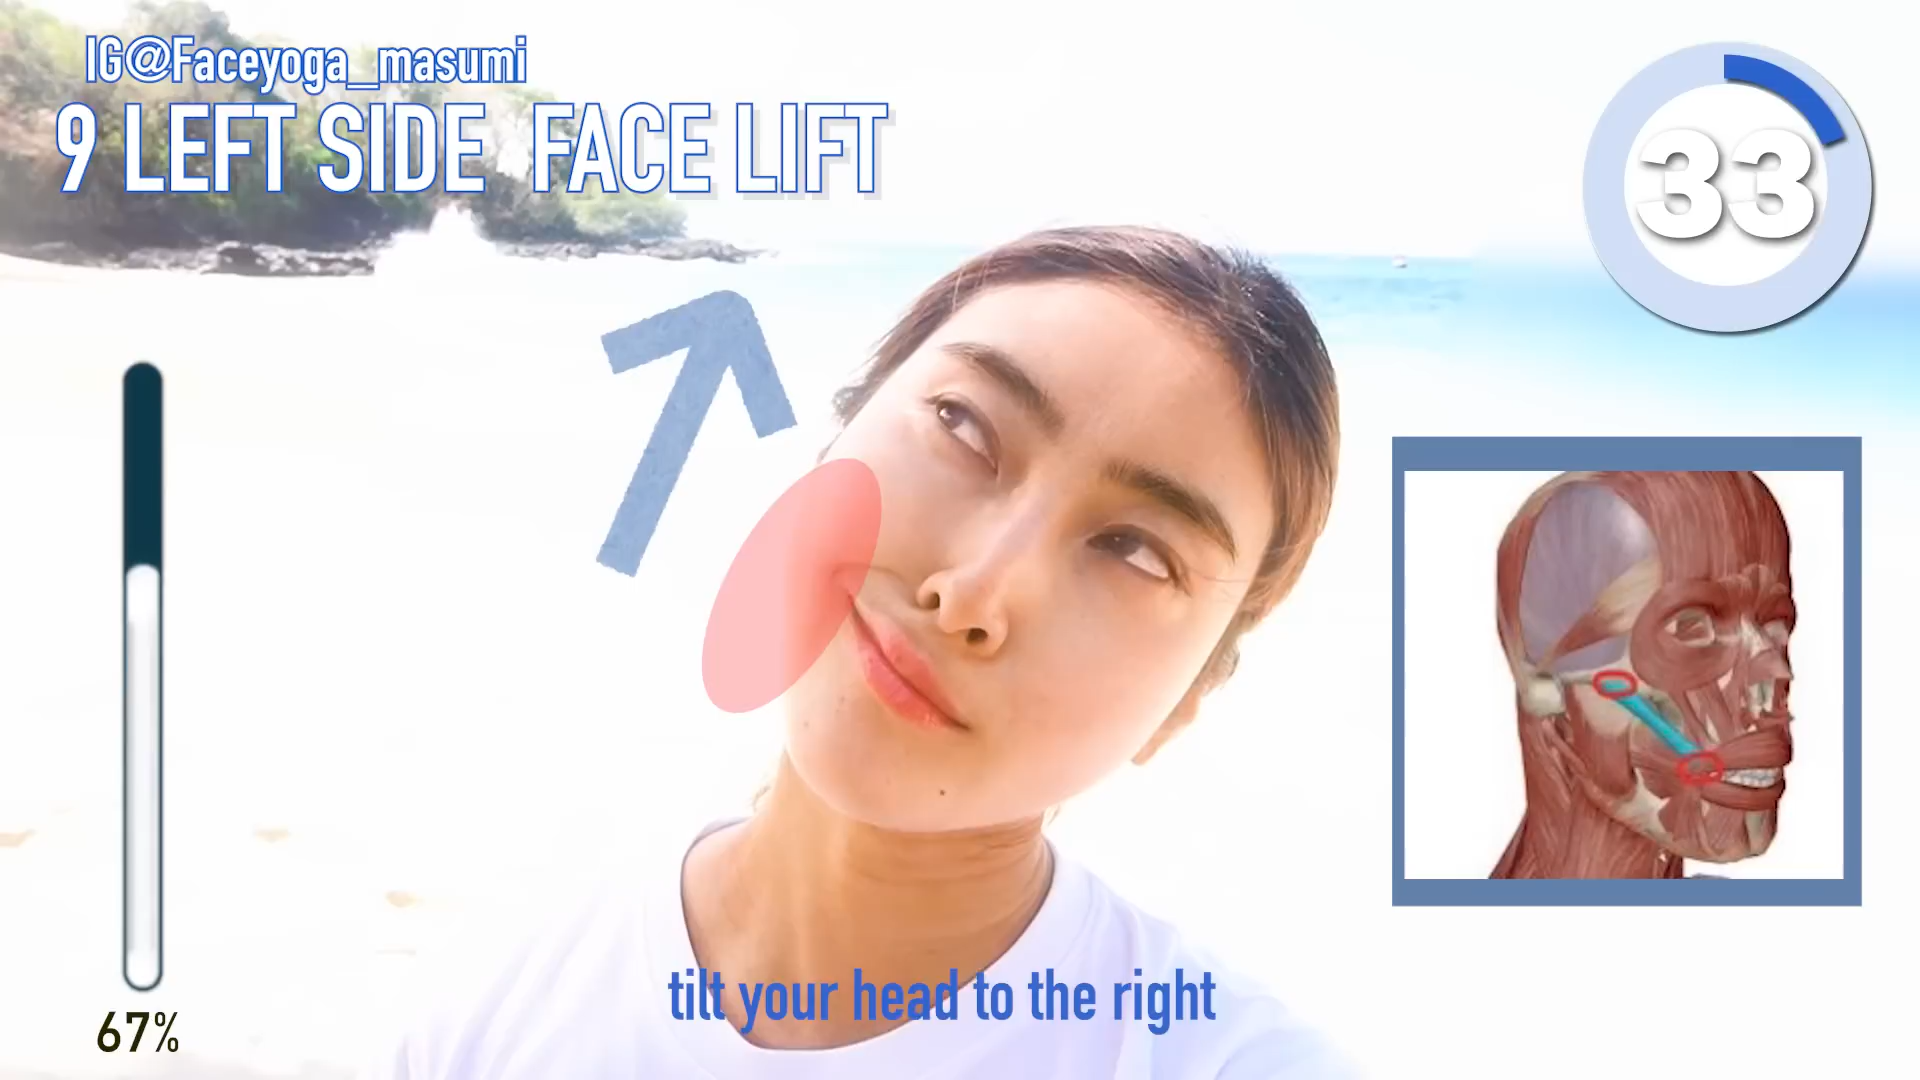 IG@Faceyoga_masumi
9 LEFT SIDE FACE LIFT
33
67%
tilt your head to the right